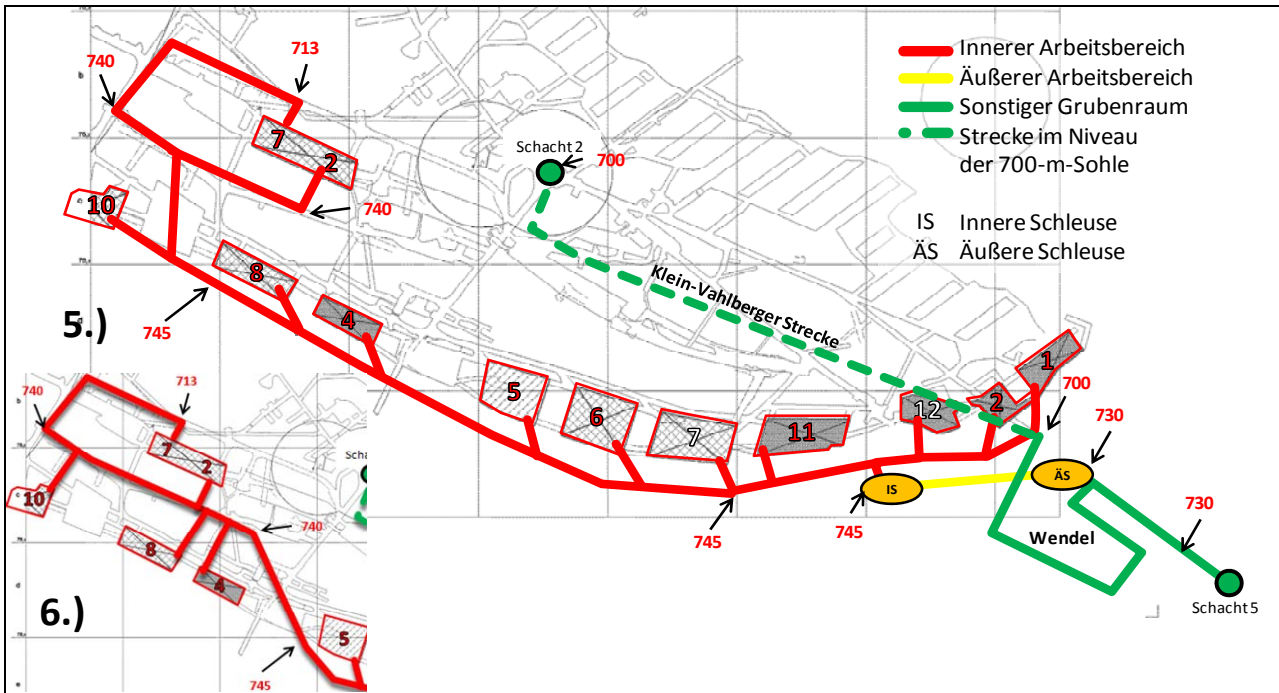 713
740
7
2
740
10
8
745
4
5.)
Schacht 2
700
Klein-Vahlberger Strecke
Innerer Arbeitsbereich
Äußerer Arbeitsbereich
Sonstiger Grubenraum
Strecke im Niveau
der 700-m-Sohle
IS Innere Schleuse
ÄS Äußere Schleuse
5
6
7
11
12
2
1
700
730
IS
ÄS
745
745
Wendel
730
Schacht 5
740
713
7
2
10
740
8
4
5
745
6.)